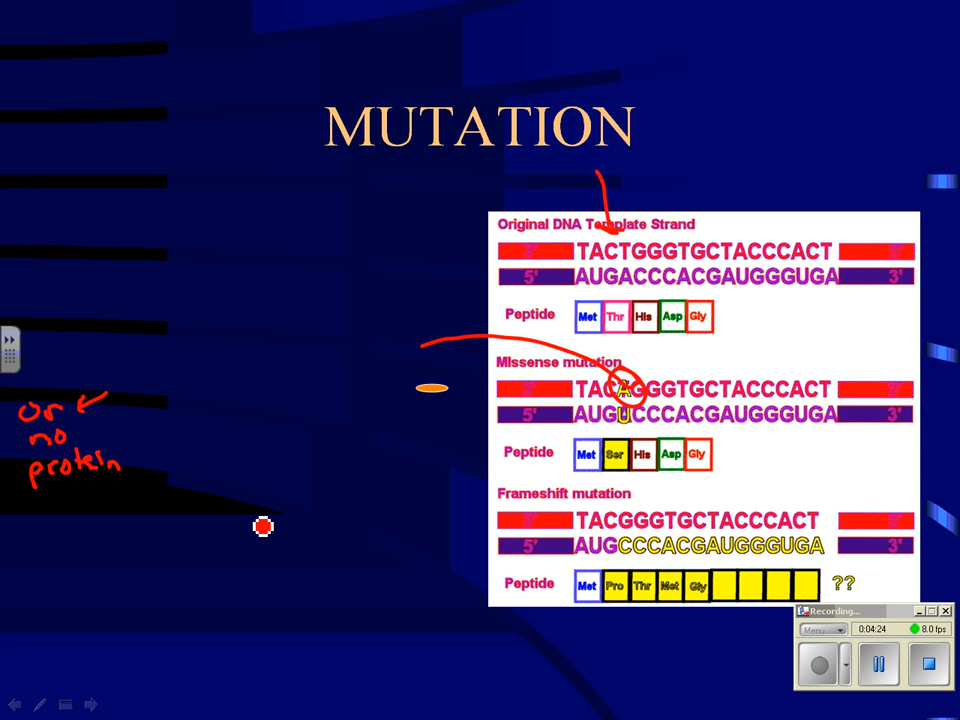 MUTATION
Original DNA Template Strand
3' TACTGGGTGCTACCCACT
5' AUGACCCACGAUGGGUGA 3'
Peptide Met Thr His Asp Gly
MIssense mutation
TACAGGGTGCTACCCACT
5' AUGUCCCACGAUGGGUGA 3'
Peptide Met Ser His Asp Gly
Frameshift mutation
TACGGGTGCTACCCACT
5' AUGCCCACGAUGGGUGA 3'
Peptide Met Pro Thr Met Gly ??
or
no
protein
Recording...
Menu 0:04:24 8.0 fps